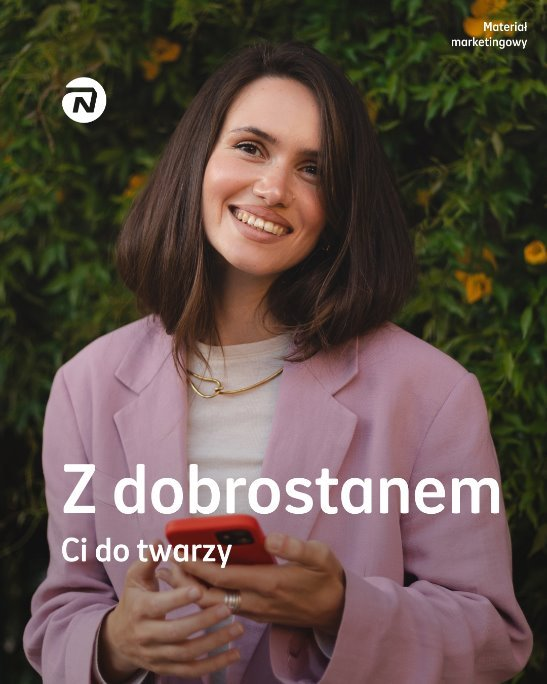 Materiał
marketingowy
Z dobrostanem
Ci do twarzy